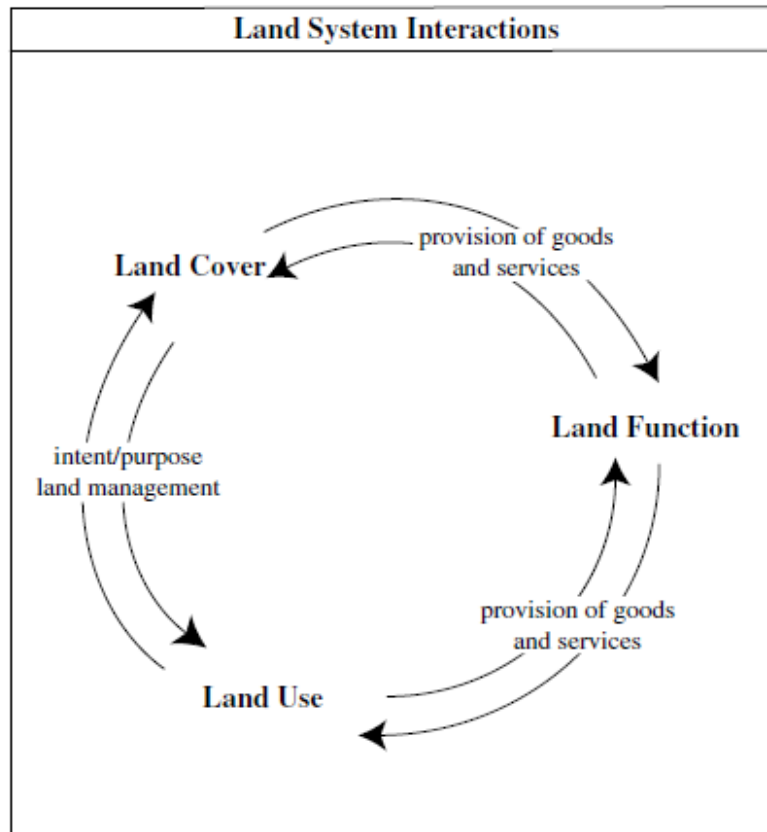 Land System Interactions
provision of goods
and services
Land Cover
Land Function
intent/purpose
land management
provision of goods
and services
Land Use